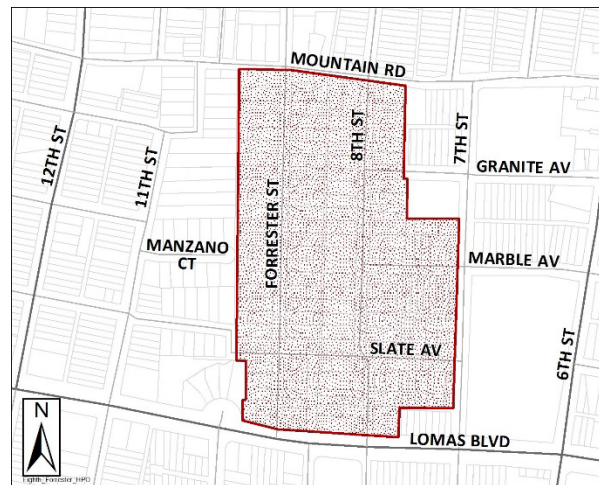 MOUNTAIN RD
12TH ST
11TH ST
FORRESTER ST
8TH ST
7TH ST
GRANITE AV
MANZANO
CT
MARBLE AV
SLATE AV
6TH ST
LOMAS BLVD
N
Eighth_Forrester_HPO